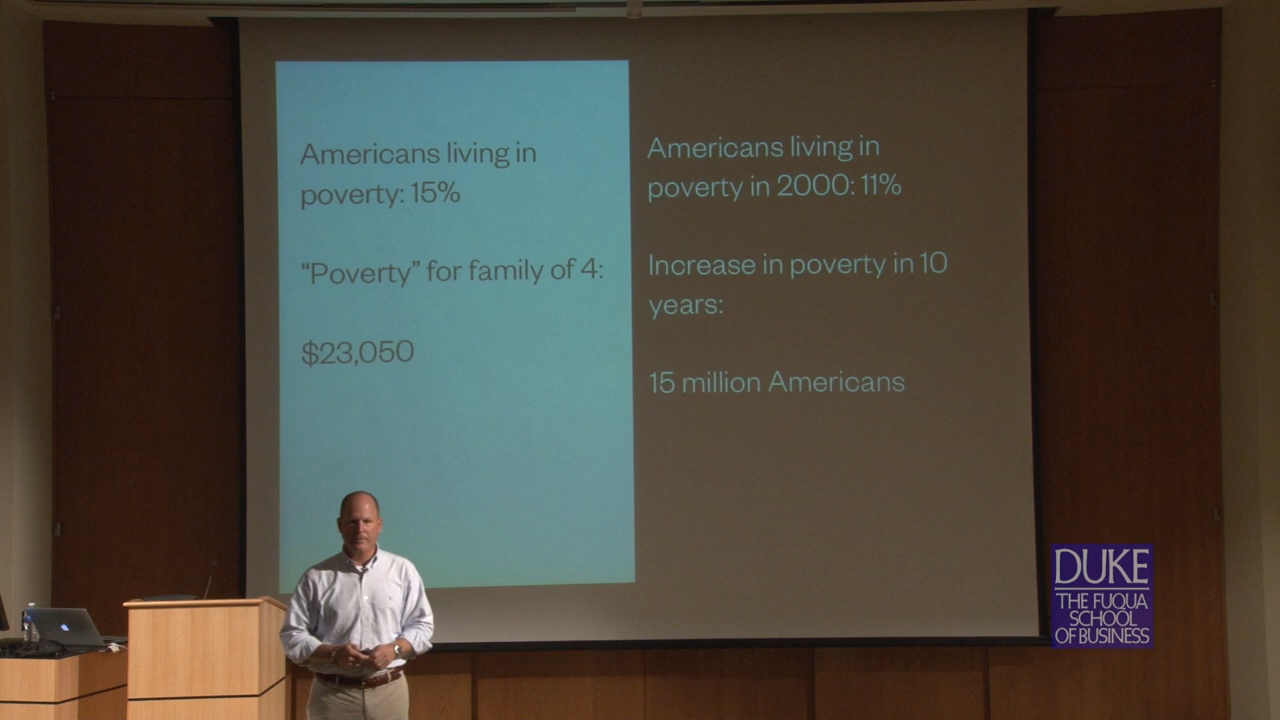 Americans living in
poverty: 15%
“Poverty” for family of 4:
$23,050
Americans living in
poverty in 2000: 11%
Increase in poverty in 10
years:
15 million Americans
DUKE
THE FUQUA
SCHOOL
OF BUSINESS